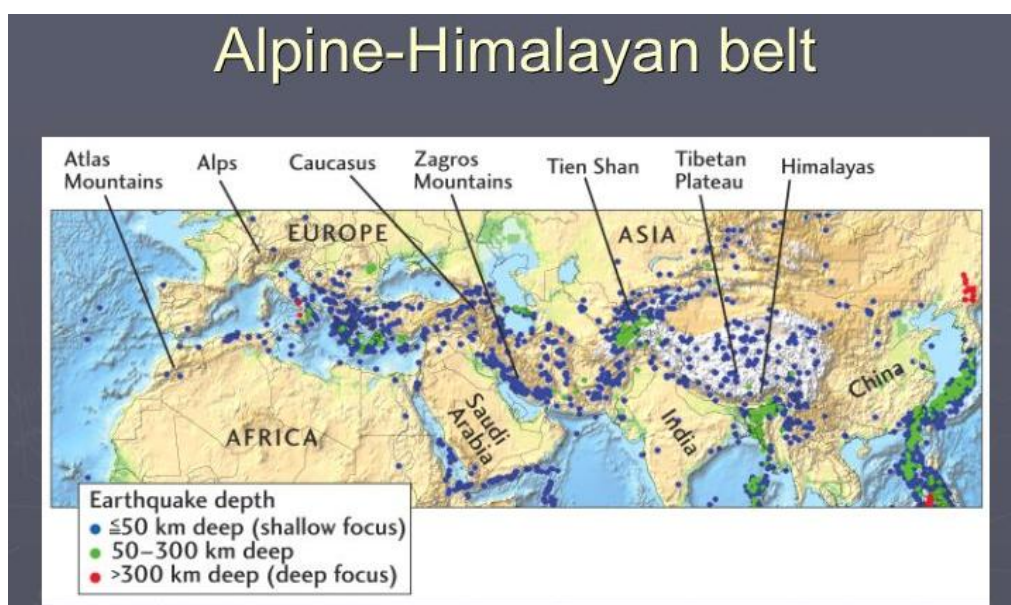 Alpine-Himalayan belt
Atlas
Mountains
Alps
Caucasus
Zagros
Mountains
Tien Shan
Tibetan
Plateau
Himalayas
EUROPE
ASIA
AFRICA
Saudi
Arabia
India
China
Earthquake depth
≦50 km deep (shallow focus)
50–300 km deep
>300 km deep (deep focus)